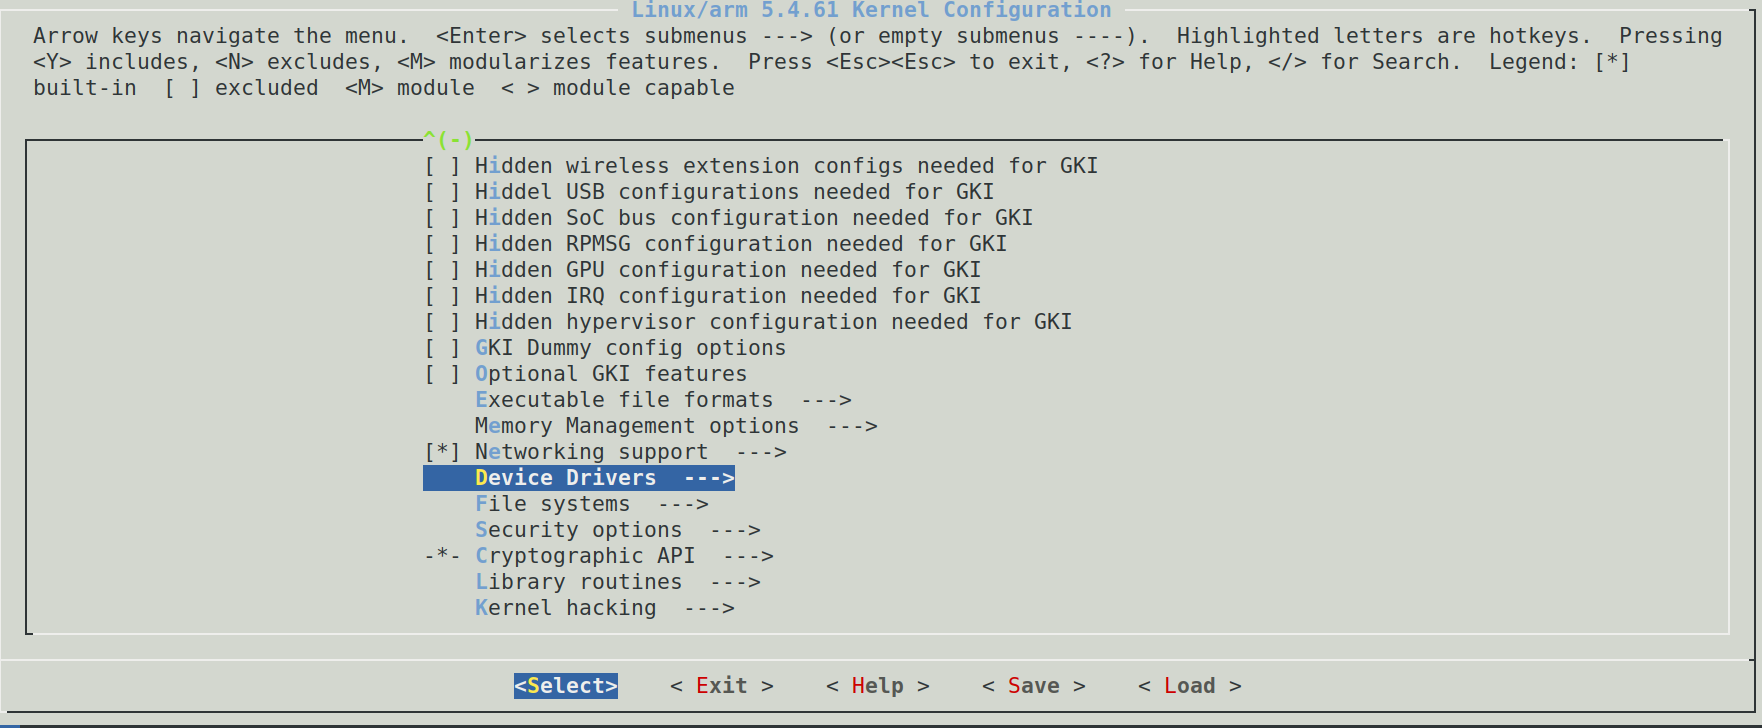 Linux/arm 5.4.61 Kernel Configuration
Arrow keys navigate the menu.  <Enter> selects submenus ---> (or empty submenus ----).  Highlighted letters are hotkeys.  Pressing
<Y> includes, <N> excludes, <M> modularizes features.  Press <Esc><Esc> to exit, <?> for Help, </> for Search.  Legend: [*]
built-in  [ ] excluded  <M> module  < > module capable
^(-)
[ ] Hidden wireless extension configs needed for GKI
[ ] Hiddel USB configurations needed for GKI
[ ] Hidden SoC bus configuration needed for GKI
[ ] Hidden RPMSG configuration needed for GKI
[ ] Hidden GPU configuration needed for GKI
[ ] Hidden IRQ configuration needed for GKI
[ ] Hidden hypervisor configuration needed for GKI
[ ] GKI Dummy config options
[ ] Optional GKI features
Executable file formats  --->
Memory Management options  --->
[*] Networking support  --->
Device Drivers  --->
File systems  --->
Security options  --->
-*- Cryptographic API  --->
Library routines  --->
Kernel hacking  --->
<Select>    < Exit >    < Help >    < Save >    < Load >